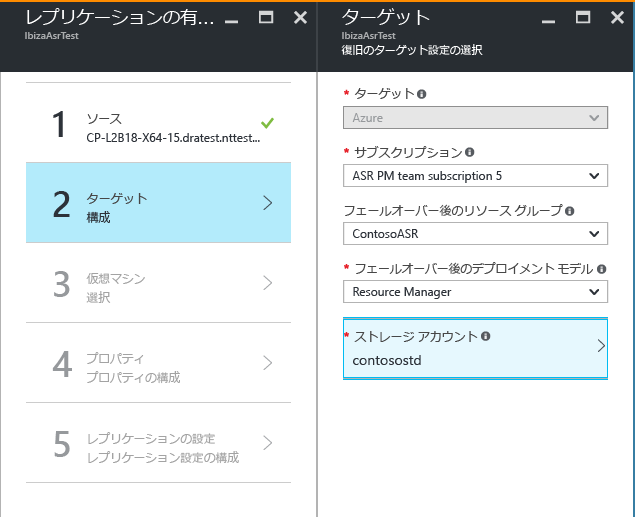 レプリケーションの有...
IbizaAsrTest
1
ソース
CP-L2B18-X64-15.dratest.nttest...
2
ターゲット
構成
3
仮想マシン
選択
4
プロパティ
プロパティの構成
5
レプリケーションの設定
レプリケーション設定の構成
ターゲット
IbizaAsrTest
復旧のターゲット設定の選択
* ターゲット
Azure
* サブスクリプション
ASR PM team subscription 5
フェールオーバー後のリソース グループ
ContosoASR
* フェールオーバー後のデプロイメント モデル
Resource Manager
* ストレージ アカウント
contosostd